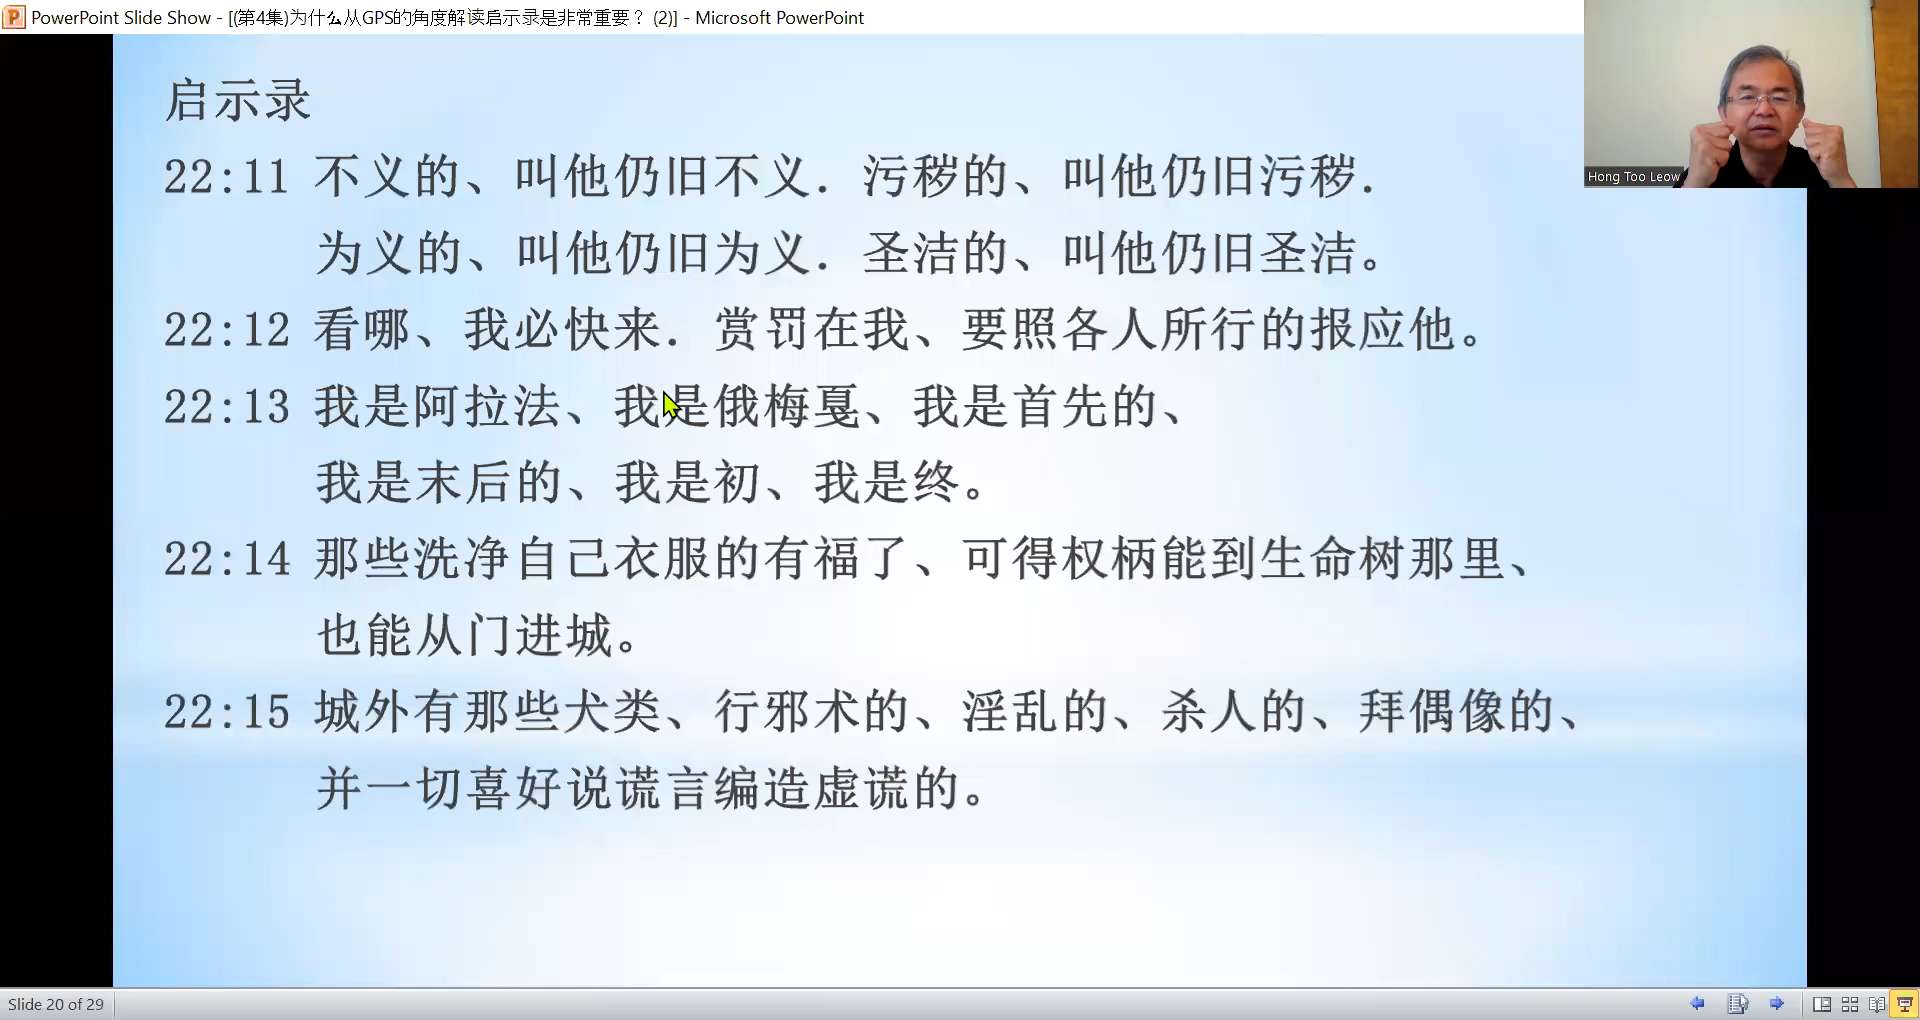 PowerPoint Slide Show - [(第4集)为什么从GPS的角度解读启示录是非常重要？ (2)] - Microsoft PowerPoint
Hong Too Leow
启示录
22:11 不义的、叫他仍旧不义．污秽的、叫他仍旧污秽．
为义的、叫他仍旧为义．圣洁的、叫他仍旧圣洁。
22:12 看哪、我必快来．赏罚在我、要照各人所行的报应他。
22:13 我是阿拉法、我是俄梅戛、我是首先的、
我是末后的、我是初、我是终。
22:14 那些洗净自己衣服的有福了、可得权柄能到生命树那里、
也能从门进城。
22:15 城外有那些犬类、行邪术的、淫乱的、杀人的、拜偶像的、
并一切喜好说谎言编造虚谎的。
Slide 20 of 29